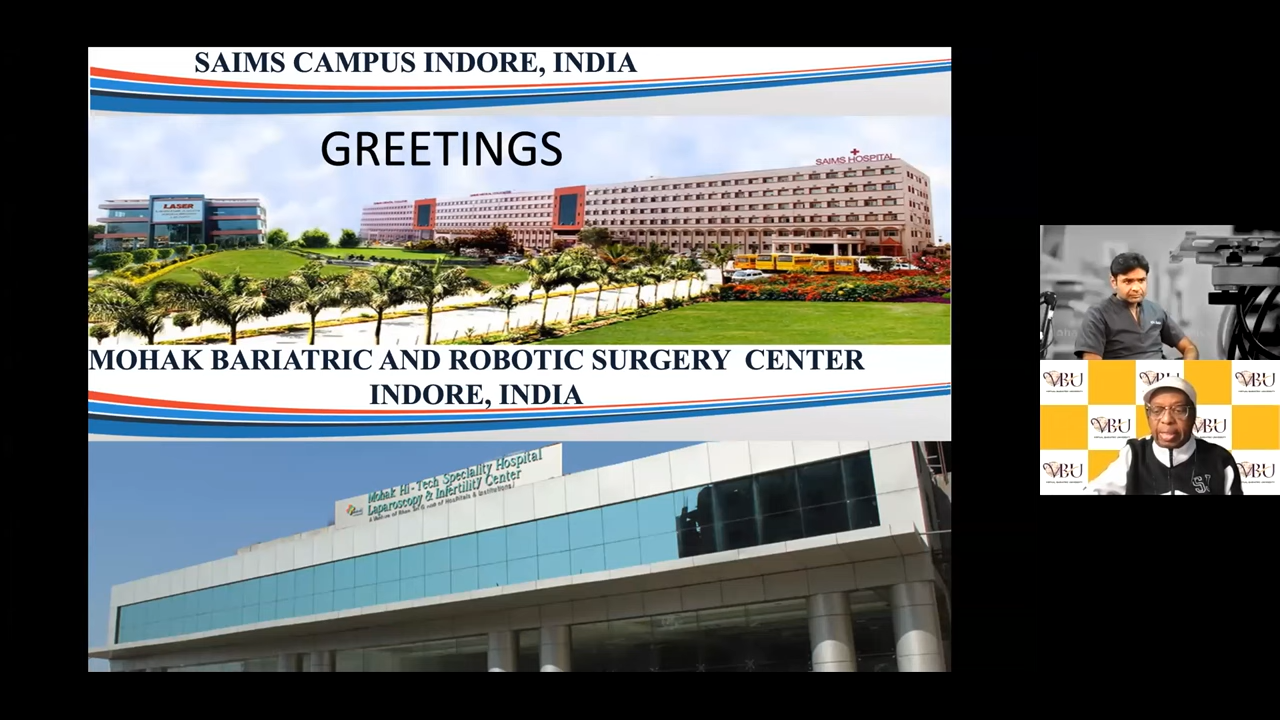 SAIMS CAMPUS INDORE, INDIA
GREETINGS
SAIMS HOSPITAL
LASER
MOHAK BARIATRIC AND ROBOTIC SURGERY CENTER
INDORE, INDIA
Mohak Hi-Tech Speciality Hospital
Laparoscopy & Infertility Center
VBU
VBU
VBU
VBU
VBU
VBU
VBU